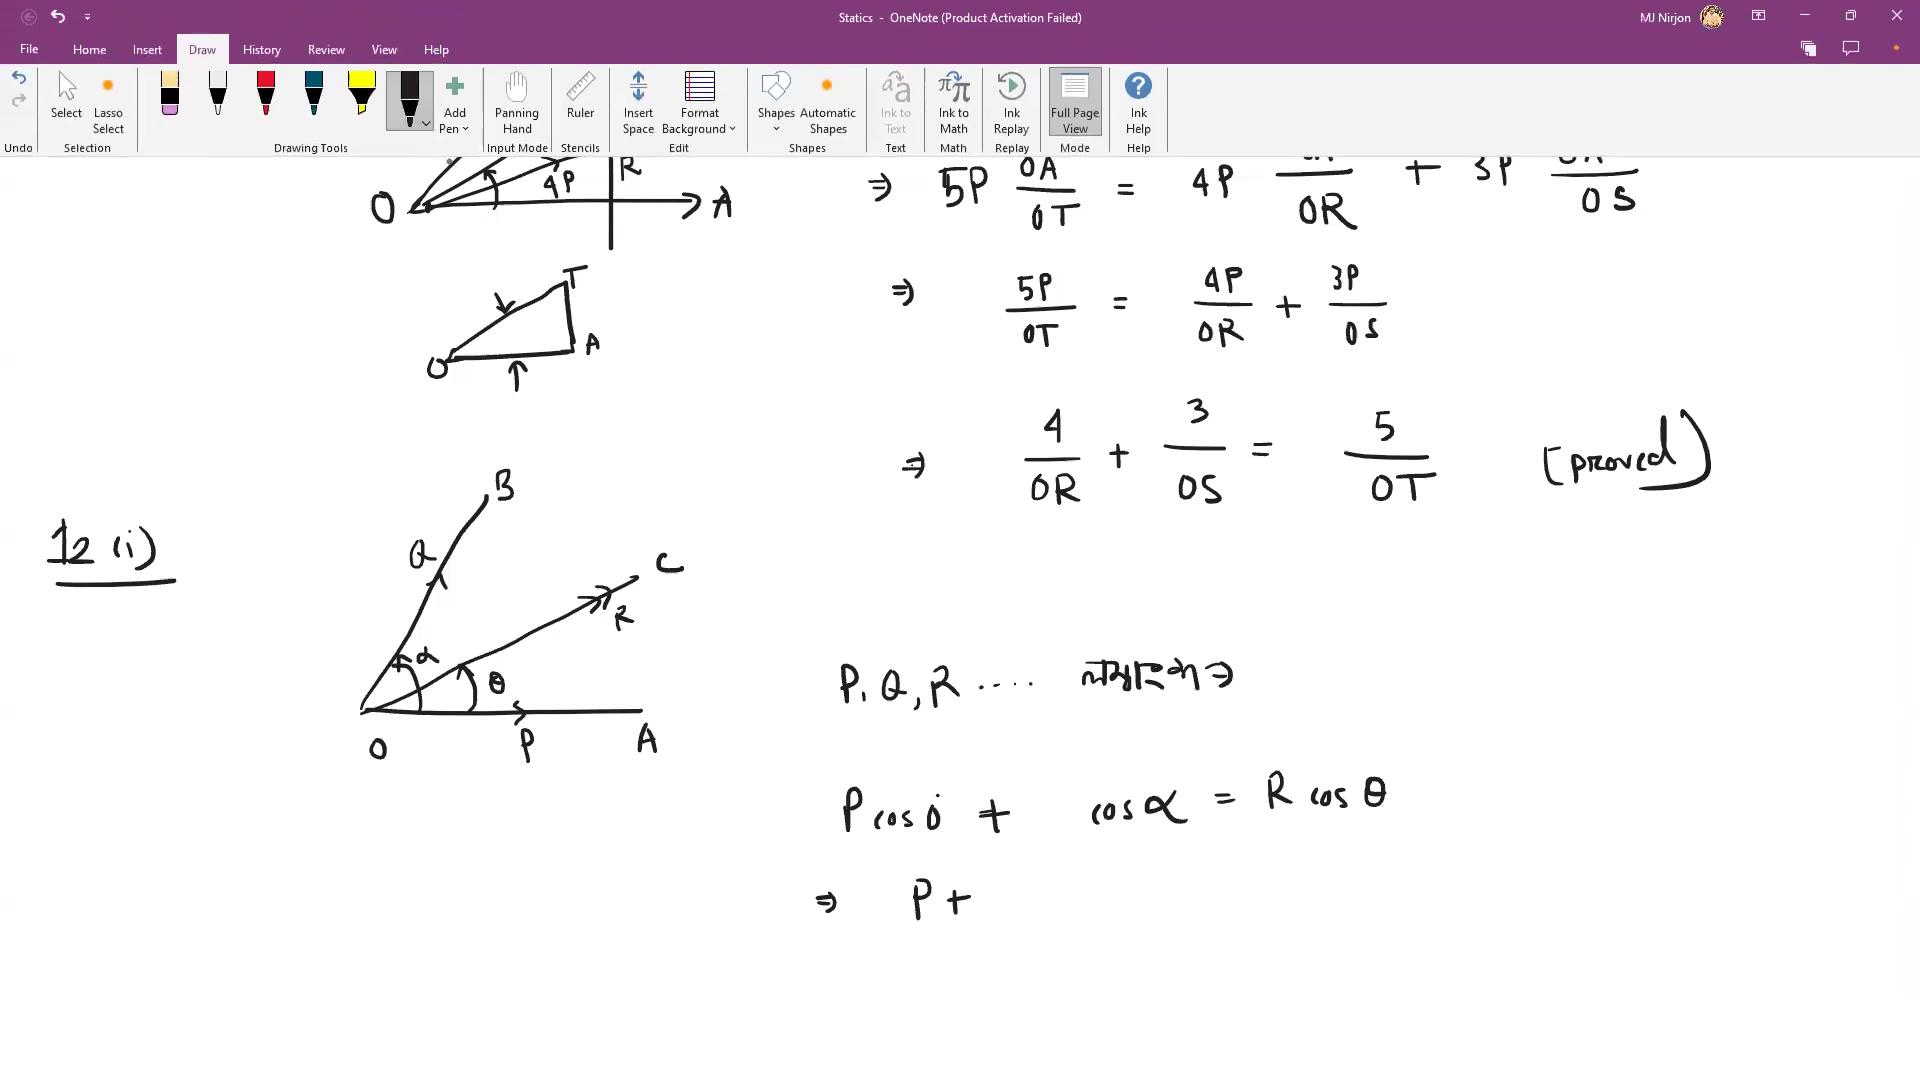 Statics - OneNote (Product Activation Failed)
MJ Nirjon
File Home Insert Draw History Review View Help
Undo
Select
Lasso Select
Selection
Drawing Tools
Add Pen
Panning Hand
Input Mode
Ruler
Stencils
Insert Space
Format Background
Edit
Shapes
Automatic Shapes
Shapes
Ink to Text
Text
Ink to Math
Math
Ink Replay
Replay
Full Page View
Mode
Ink Help
Help
O 4P R A
⇒ 5P OA/OT = 4P OA/OR + 3P OA/OS
T
O A
⇒ 5P/OT = 4P/OR + 3P/OS
⇒ 4/OR + 3/OS = 5/OT (proved)
12 (i)
B
Q
C
R
α
θ
O P A
P, Q, R ....
P cos 0 + cos α = R cos θ
⇒ P +